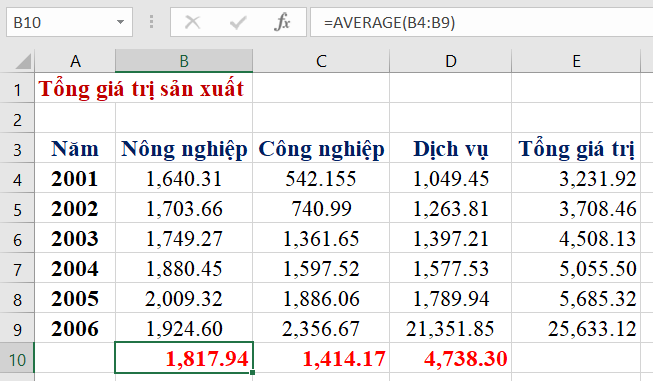 B10 fx =AVERAGE(B4:B9)
A B C D E
1 Tổng giá trị sản xuất
2
3 Năm Nông nghiệp Công nghiệp Dịch vụ Tổng giá trị
4 2001 1,640.31 542.155 1,049.45 3,231.92
5 2002 1,703.66 740.99 1,263.81 3,708.46
6 2003 1,749.27 1,361.65 1,397.21 4,508.13
7 2004 1,880.45 1,597.52 1,577.53 5,055.50
8 2005 2,009.32 1,886.06 1,789.94 5,685.32
9 2006 1,924.60 2,356.67 21,351.85 25,633.12
10 1,817.94 1,414.17 4,738.30